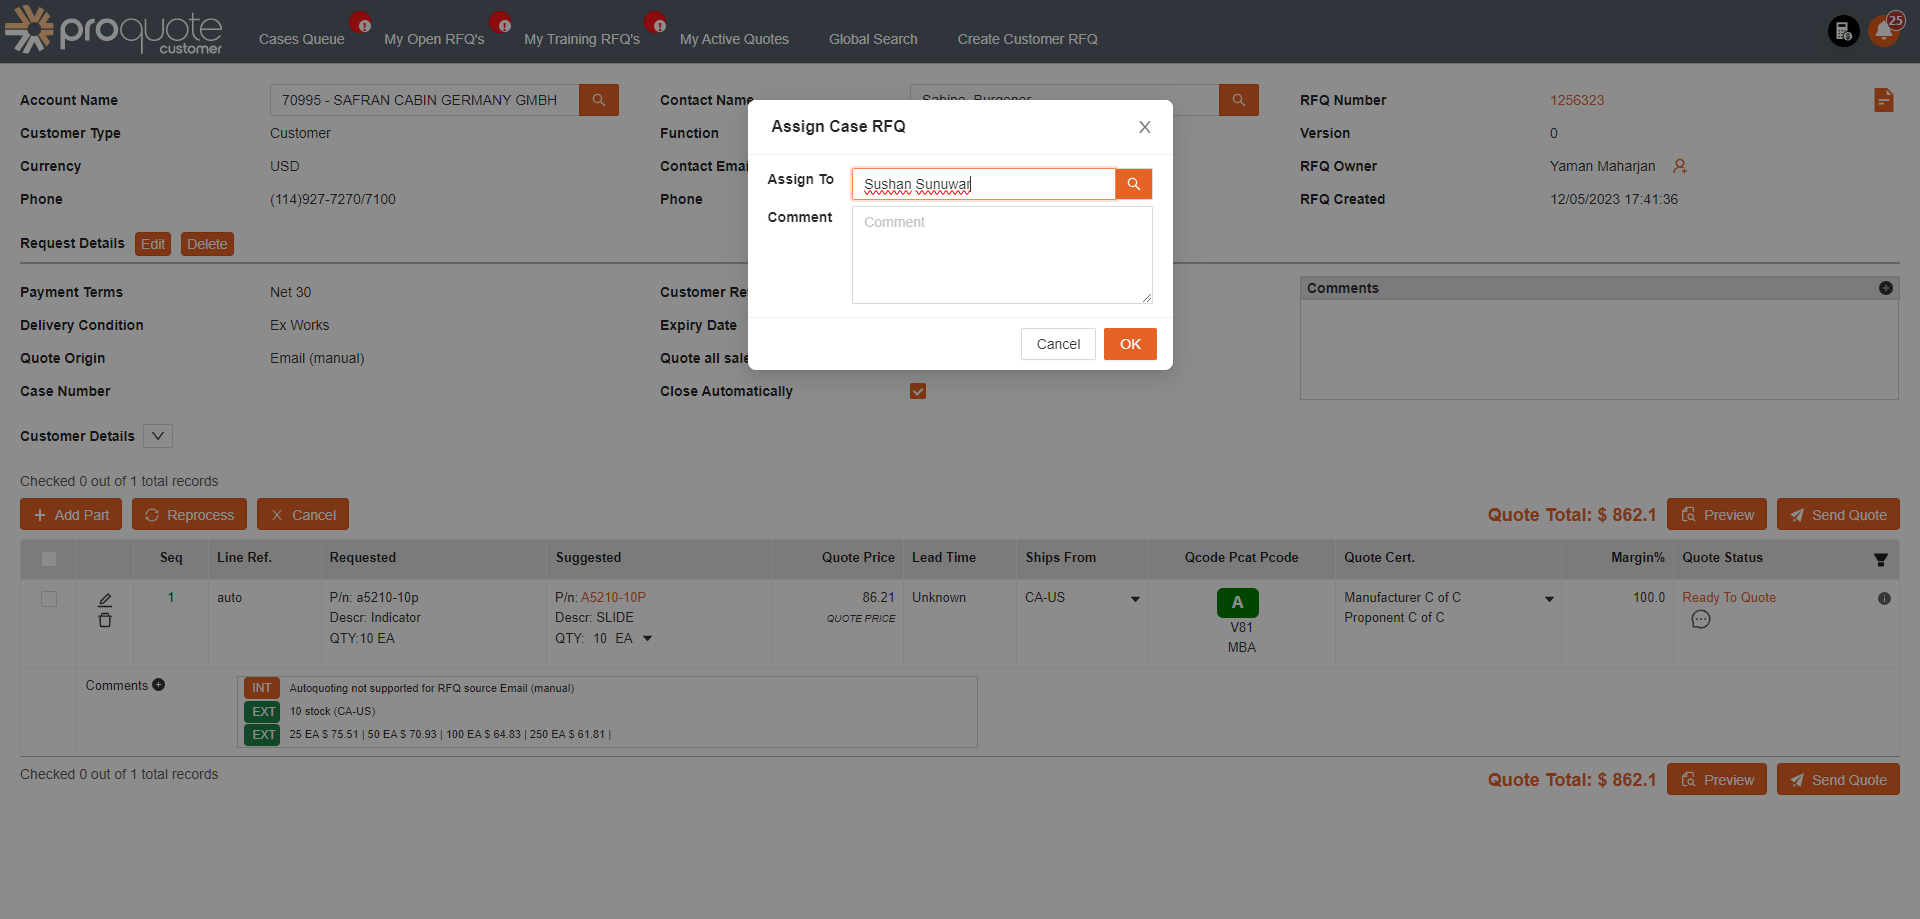 proquote
customer
Cases Queue
My Open RFQ's
My Training RFQ's
My Active Quotes
Global Search
Create Customer RFQ
25
Account Name
70995 - SAFRAN CABIN GERMANY GMBH
Contact Name
RFQ Number
1256323
Customer Type
Customer
Function
Version
0
Currency
USD
Contact Emai
RFQ Owner
Yaman Maharjan
Phone
(114)927-7270/7100
Phone
RFQ Created
12/05/2023 17:41:36
Assign Case RFQ
Assign To
Sushan Sunuwar
Comment
Comment
Cancel
OK
Request Details
Edit
Delete
Payment Terms
Net 30
Customer Re
Comments
Delivery Condition
Ex Works
Expiry Date
Quote Origin
Email (manual)
Quote all sale
Case Number
Close Automatically
Customer Details
Checked 0 out of 1 total records
+ Add Part
Reprocess
Cancel
Quote Total: $ 862.1
Preview
Send Quote
Seq
Line Ref.
Requested
Suggested
Quote Price
Lead Time
Ships From
Qcode Pcat Pcode
Quote Cert.
Margin%
Quote Status
1
auto
P/n: a5210-10p
Descr: Indicator
QTY:10 EA
P/n: A5210-10P
Descr: SLIDE
QTY: 10 EA
86.21
QUOTE PRICE
Unknown
CA-US
A
V81
MBA
Manufacturer C of C
Proponent C of C
100.0
Ready To Quote
Comments
INT Autoquoting not supported for RFQ source Email (manual)
EXT 10 stock (CA-US)
EXT 25 EA $ 75.51 | 50 EA $ 70.93 | 100 EA $ 64.83 | 250 EA $ 61.81 |
Checked 0 out of 1 total records
Quote Total: $ 862.1
Preview
Send Quote